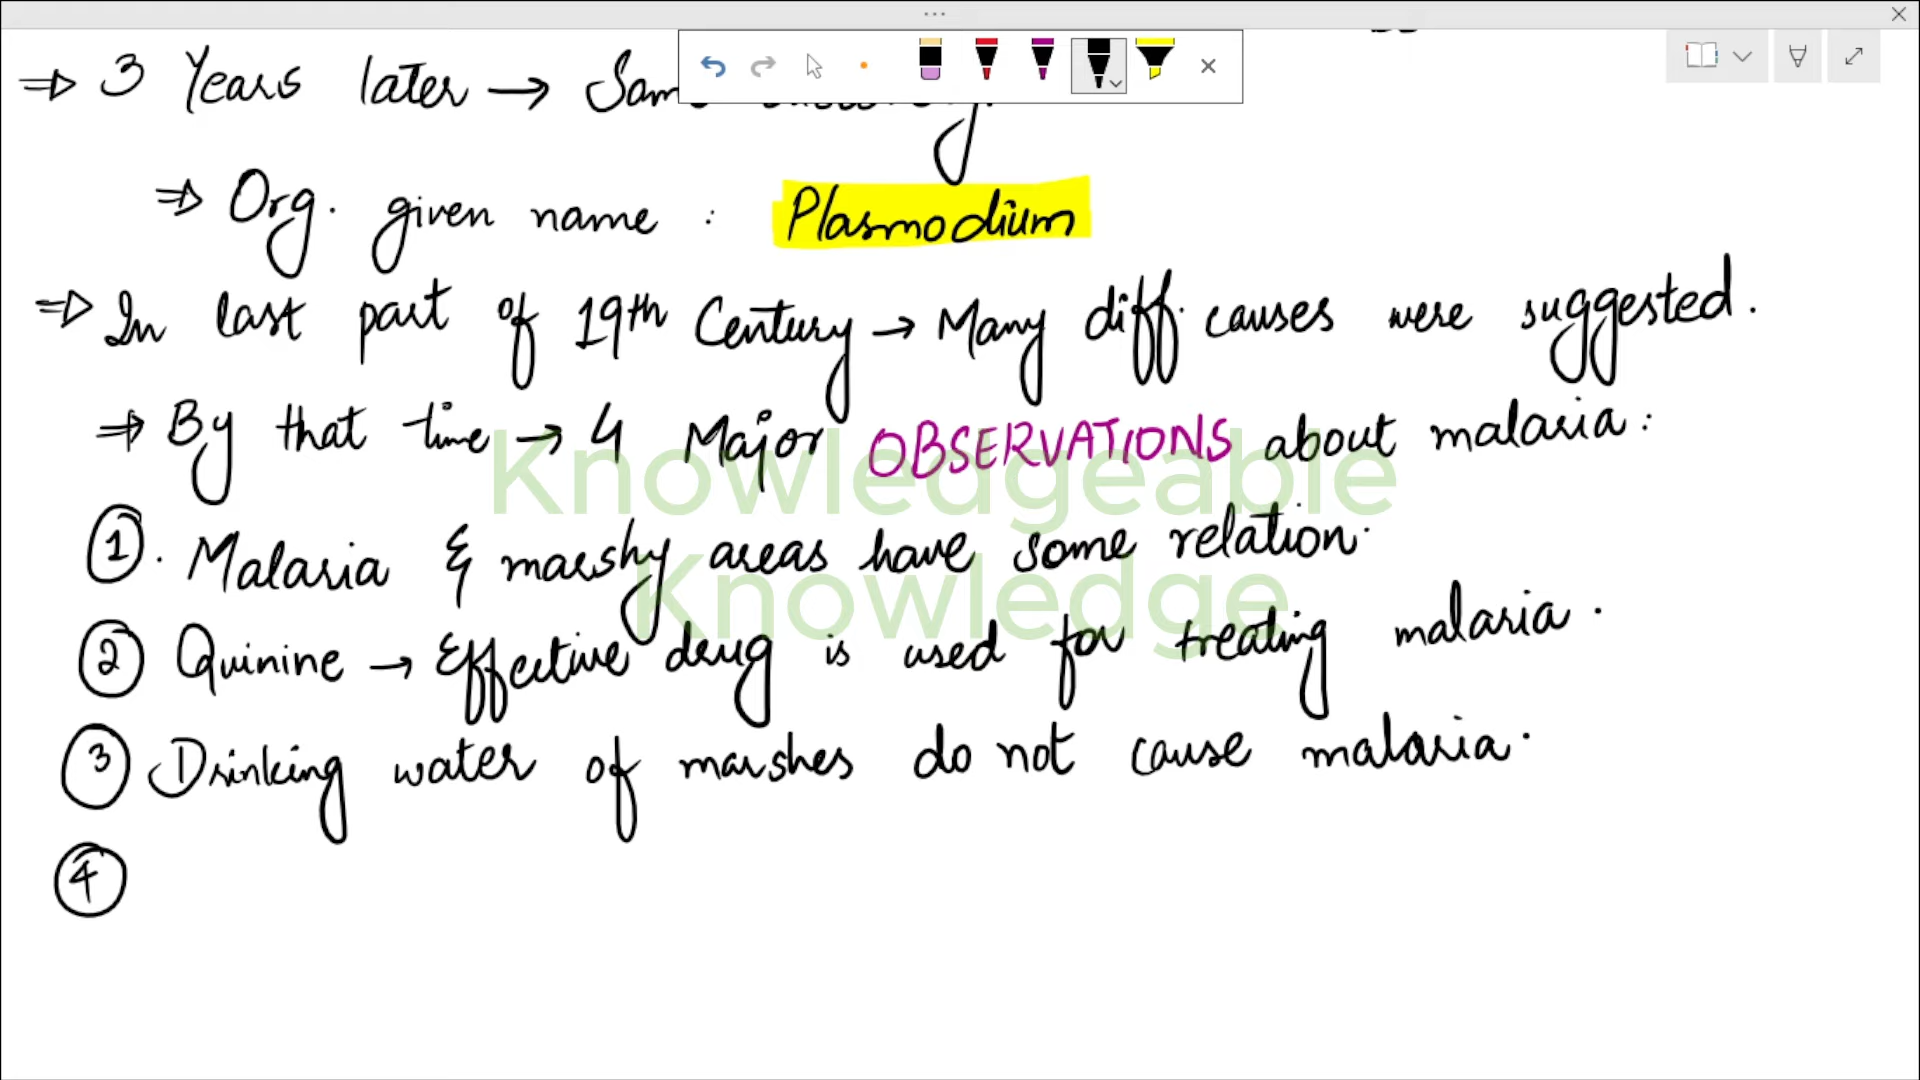 ⇒ 3 Years later → Same
⇒ Org. given name : Plasmodium
⇒ In last part of 19th Century → Many diff. causes were suggested.
⇒ By that time → 4 Major OBSERVATIONS about malaria:
①. Malaria & marshy areas have some relation.
② Quinine → Effective drug is used for treating malaria.
③ Drinking water of marshes do not cause malaria.
④
Knowledgeable
Knowledge